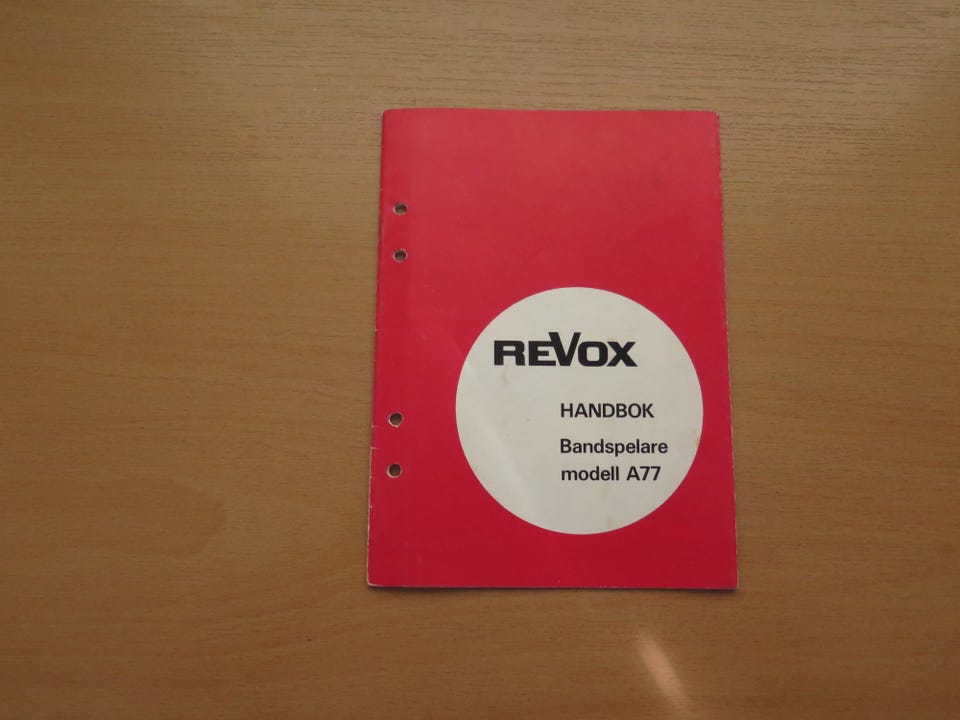 REVOX
HANDBOK
Bandspelare
modell A77